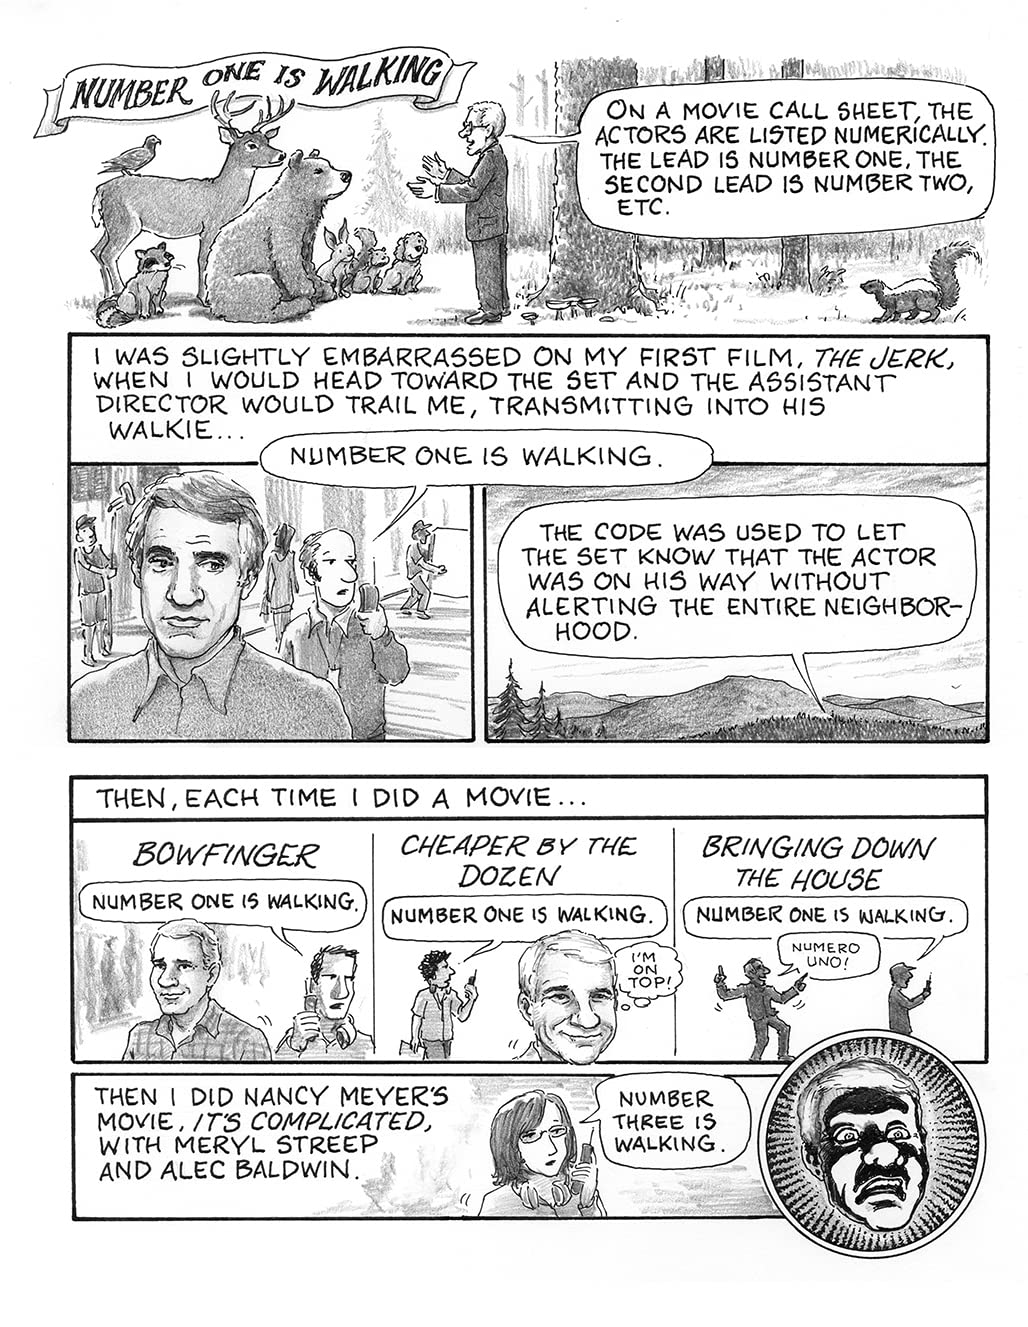 NUMBER ONE IS WALKING
ON A MOVIE CALL SHEET, THE
ACTORS ARE LISTED NUMERICALLY.
THE LEAD IS NUMBER ONE, THE
SECOND LEAD IS NUMBER TWO,
ETC.
I WAS SLIGHTLY EMBARRASSED ON MY FIRST FILM, THE JERK,
WHEN I WOULD HEAD TOWARD THE SET AND THE ASSISTANT
DIRECTOR WOULD TRAIL ME, TRANSMITTING INTO HIS
WALKIE...
NUMBER ONE IS WALKING.
THE CODE WAS USED TO LET
THE SET KNOW THAT THE ACTOR
WAS ON HIS WAY WITHOUT
ALERTING THE ENTIRE NEIGHBOR-
HOOD.
THEN, EACH TIME I DID A MOVIE...
BOWFINGER
NUMBER ONE IS WALKING.
CHEAPER BY THE
DOZEN
NUMBER ONE IS WALKING.
I'M
ON
TOP!
BRINGING DOWN
THE HOUSE
NUMBER ONE IS WALKING.
NUMERO
UNO!
THEN I DID NANCY MEYER'S
MOVIE, IT'S COMPLICATED,
WITH MERYL STREEP
AND ALEC BALDWIN.
NUMBER
THREE IS
WALKING.